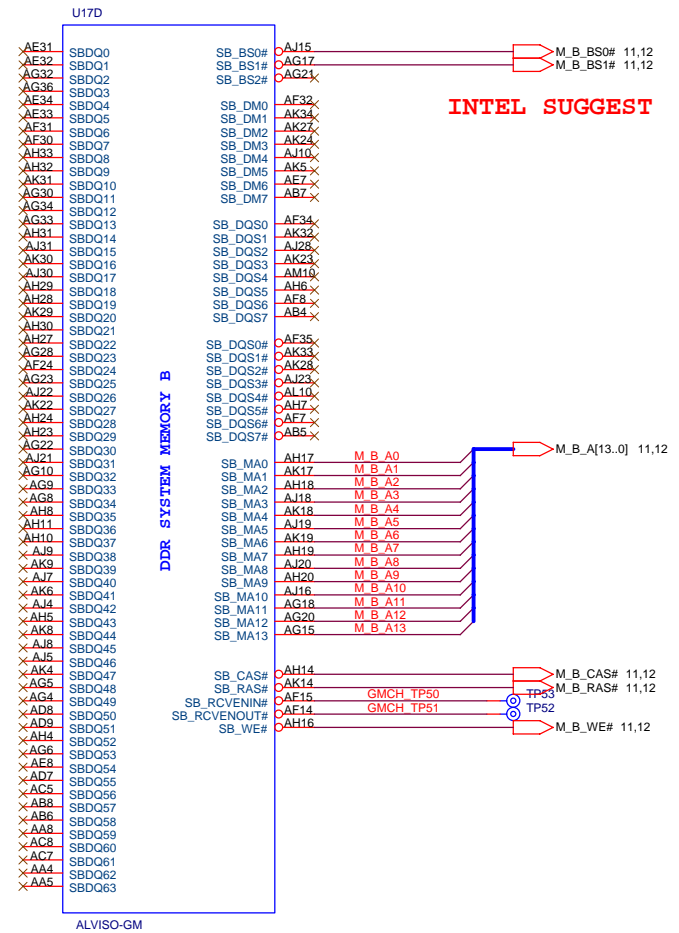 U17D
AE31 SBDQ0
AE32 SBDQ1
AG32 SBDQ2
AG36 SBDQ3
AE34 SBDQ4
AE33 SBDQ5
AF31 SBDQ6
AF30 SBDQ7
AH33 SBDQ8
AH32 SBDQ9
AK31 SBDQ10
AG30 SBDQ11
AG34 SBDQ12
AG33 SBDQ13
AH31 SBDQ14
AJ31 SBDQ15
AK30 SBDQ16
AJ30 SBDQ17
AH29 SBDQ18
AH28 SBDQ19
AK29 SBDQ20
AH30 SBDQ21
AH27 SBDQ22
AG28 SBDQ23
AF24 SBDQ24
AG23 SBDQ25
AJ22 SBDQ26
AK22 SBDQ27
AH24 SBDQ28
AH23 SBDQ29
AG22 SBDQ30
AJ21 SBDQ31
AG10 SBDQ32
AG9 SBDQ33
AG8 SBDQ34
AH8 SBDQ35
AH11 SBDQ36
AH10 SBDQ37
AJ9 SBDQ38
AK9 SBDQ39
AJ7 SBDQ40
AK6 SBDQ41
AJ4 SBDQ42
AH5 SBDQ43
AK8 SBDQ44
AJ8 SBDQ45
AJ5 SBDQ46
AK4 SBDQ47
AG5 SBDQ48
AG4 SBDQ49
AD8 SBDQ50
AD9 SBDQ51
AH4 SBDQ52
AG6 SBDQ53
AE8 SBDQ54
AD7 SBDQ55
AC5 SBDQ56
AB8 SBDQ57
AB6 SBDQ58
AA8 SBDQ59
AC8 SBDQ60
AC7 SBDQ61
AA4 SBDQ62
AA5 SBDQ63
DDR SYSTEM MEMORY B
SB_BS0# AJ15 M_B_BS0# 11,12
SB_BS1# AG17 M_B_BS1# 11,12
SB_BS2# AG21
INTEL SUGGEST
SB_DM0 AF32
SB_DM1 AK34
SB_DM2 AK27
SB_DM3 AK24
SB_DM4 AJ10
SB_DM5 AK5
SB_DM6 AE7
SB_DM7 AB7
SB_DQS0 AF34
SB_DQS1 AK32
SB_DQS2 AJ28
SB_DQS3 AK23
SB_DQS4 AM10
SB_DQS5 AH6
SB_DQS6 AF8
SB_DQS7 AB4
SB_DQS0# AF35
SB_DQS1# AK33
SB_DQS2# AK28
SB_DQS3# AJ23
SB_DQS4# AL10
SB_DQS5# AH7
SB_DQS6# AF7
SB_DQS7# AB5
M_B_A[13..0] 11,12
SB_MA0 AH17 M_B_A0
SB_MA1 AK17 M_B_A1
SB_MA2 AH18 M_B_A2
SB_MA3 AJ18 M_B_A3
SB_MA4 AK18 M_B_A4
SB_MA5 AJ19 M_B_A5
SB_MA6 AK19 M_B_A6
SB_MA7 AH19 M_B_A7
SB_MA8 AJ20 M_B_A8
SB_MA9 AH20 M_B_A9
SB_MA10 AJ16 M_B_A10
SB_MA11 AG18 M_B_A11
SB_MA12 AG20 M_B_A12
SB_MA13 AG15 M_B_A13
SB_CAS# AH14 M_B_CAS# 11,12
SB_RAS# AK14 M_B_RAS# 11,12
SB_RCVENIN# AF15 GMCH_TP50 TP53
SB_RCVENOUT# AF14 GMCH_TP51 TP52
SB_WE# AH16 M_B_WE# 11,12
ALVISO-GM